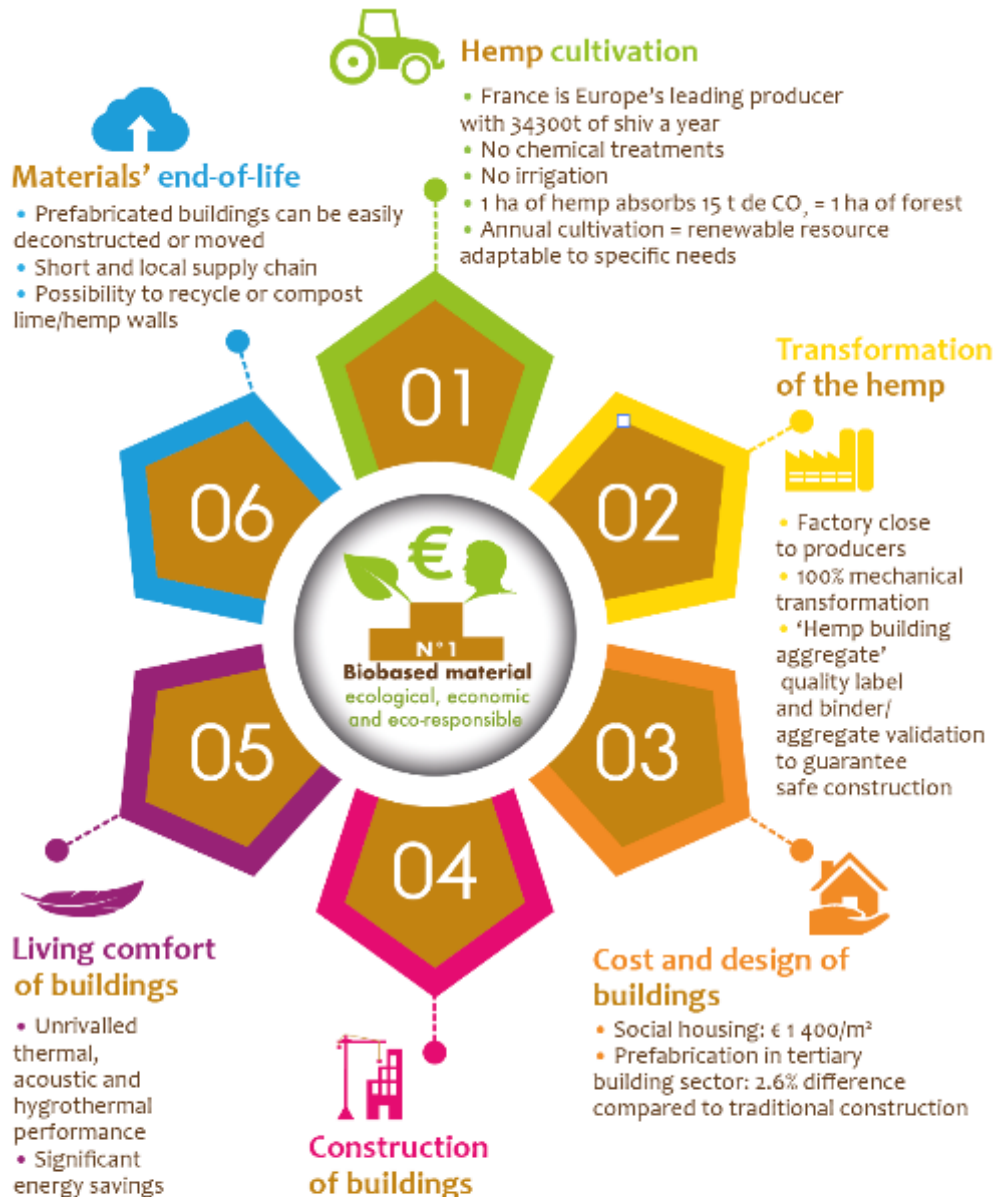 Hemp cultivation
• France is Europe's leading producer
with 34300t of shiv a year
• No chemical treatments
• No irrigation
• 1 ha of hemp absorbs 15 t de CO₂ = 1 ha of forest
• Annual cultivation = renewable resource
adaptable to specific needs
Materials' end-of-life
• Prefabricated buildings can be easily
deconstructed or moved
• Short and local supply chain
• Possibility to recycle or compost
lime/hemp walls
01
Transformation
of the hemp
• Factory close
to producers
• 100% mechanical
transformation
• 'Hemp building
aggregate'
quality label
and binder/
aggregate validation
to guarantee
safe construction
06
02
€
N°1
Biobased material
ecological, economic
and eco-responsible
05
03
04
Living comfort
of buildings
• Unrivalled
thermal,
acoustic and
hygrothermal
performance
• Significant
energy savings
Cost and design of
buildings
• Social housing: € 1 400/m²
• Prefabrication in tertiary
building sector: 2.6% difference
compared to traditional construction
Construction
of buildings